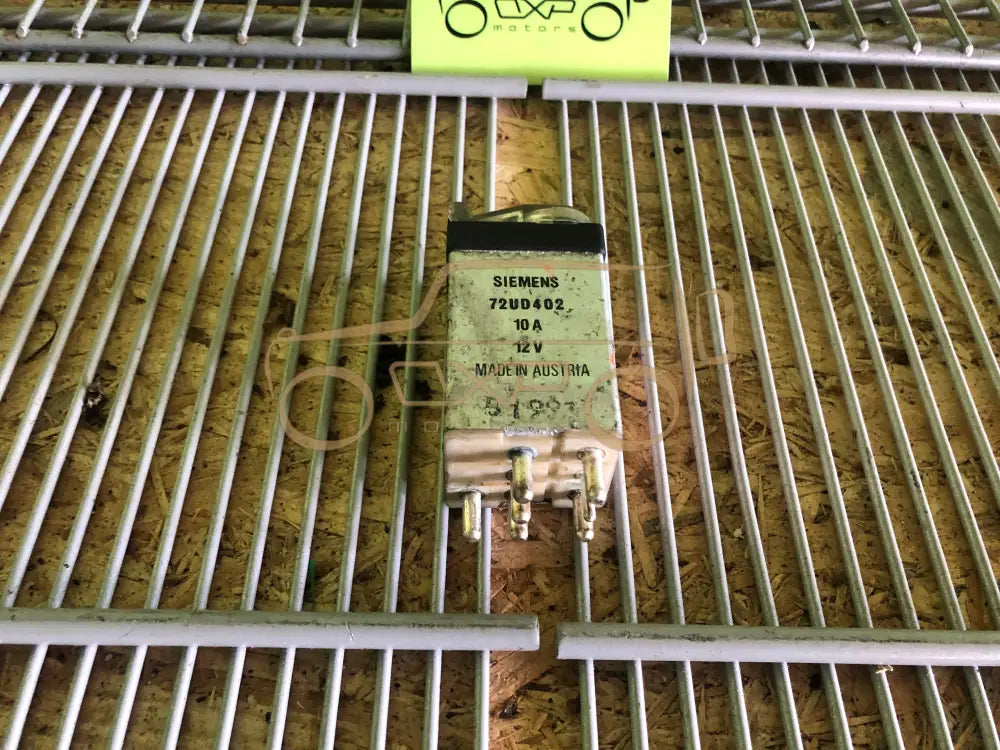 motors
SIEMENS
72UD402
10 A
12 V
MADE IN AUSTRIA